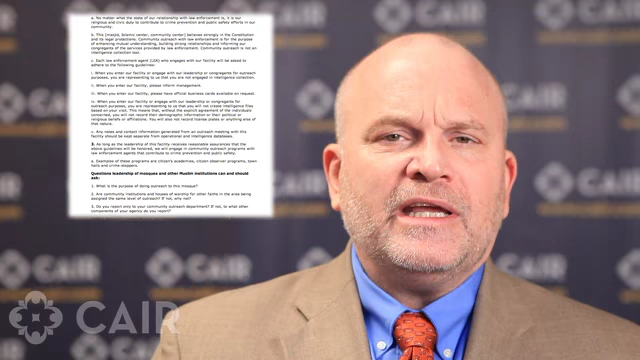 a. No matter what the state of our relationship with law enforcement is, it is our
religious and civic duty to contribute to crime prevention and public safety efforts in our
community.
b. This [masjid, Islamic center, community center] believes strongly in the Constitution
and its legal protections. Community outreach with law enforcement is for the purpose
of enhancing mutual understanding, building strong relationships and informing our
congregants of the services provided by law enforcement. Community outreach is not an
intelligence collection tool.
c. Each law enforcement agent (LEA) who engages with our facility will be asked to
adhere to the following guidelines:
i. When you enter our facility or engage with our leadership or congregants for outreach
purposes, you are representing to us that you are not engaged in intelligence collection.
ii. When you enter our facility, please inform management.
iii. When you enter our facility, please have official business cards available on request.
iv. When you enter our facility or engage with our leadership or congregants for
outreach purposes, you are representing to us that you will not create intelligence files
based on your visit. This means that, without the explicit agreement of the individuals
concerned, you will not record their demographic information or their political or
religious beliefs or affiliations. You will also not record license plates or anything else of
that nature.
v. Any notes and contact information generated from an outreach meeting with this
facility should be kept separate from operational and intelligence databases.
3. As long as the leadership of this facility receives reasonable assurances that the
above guidelines will be honored, we will engage in community outreach programs with
law enforcement agents that contribute to crime prevention and public safety.
a. Examples of these programs are citizen's academies, citizen observer programs, town
halls and crime-stoppers.
Questions leadership of mosques and other Muslim institutions can and should
ask:
1. What is the purpose of doing outreach to this mosque?
2. Are community institutions and houses of worship for other faiths in the area being
assigned the same level of outreach? If not, why not?
3. Do you report only to your community outreach department? If not, to what other
components of your agency do you report?
CAIR
CAIR
CAIR
CAIR
CAIR
CAIR